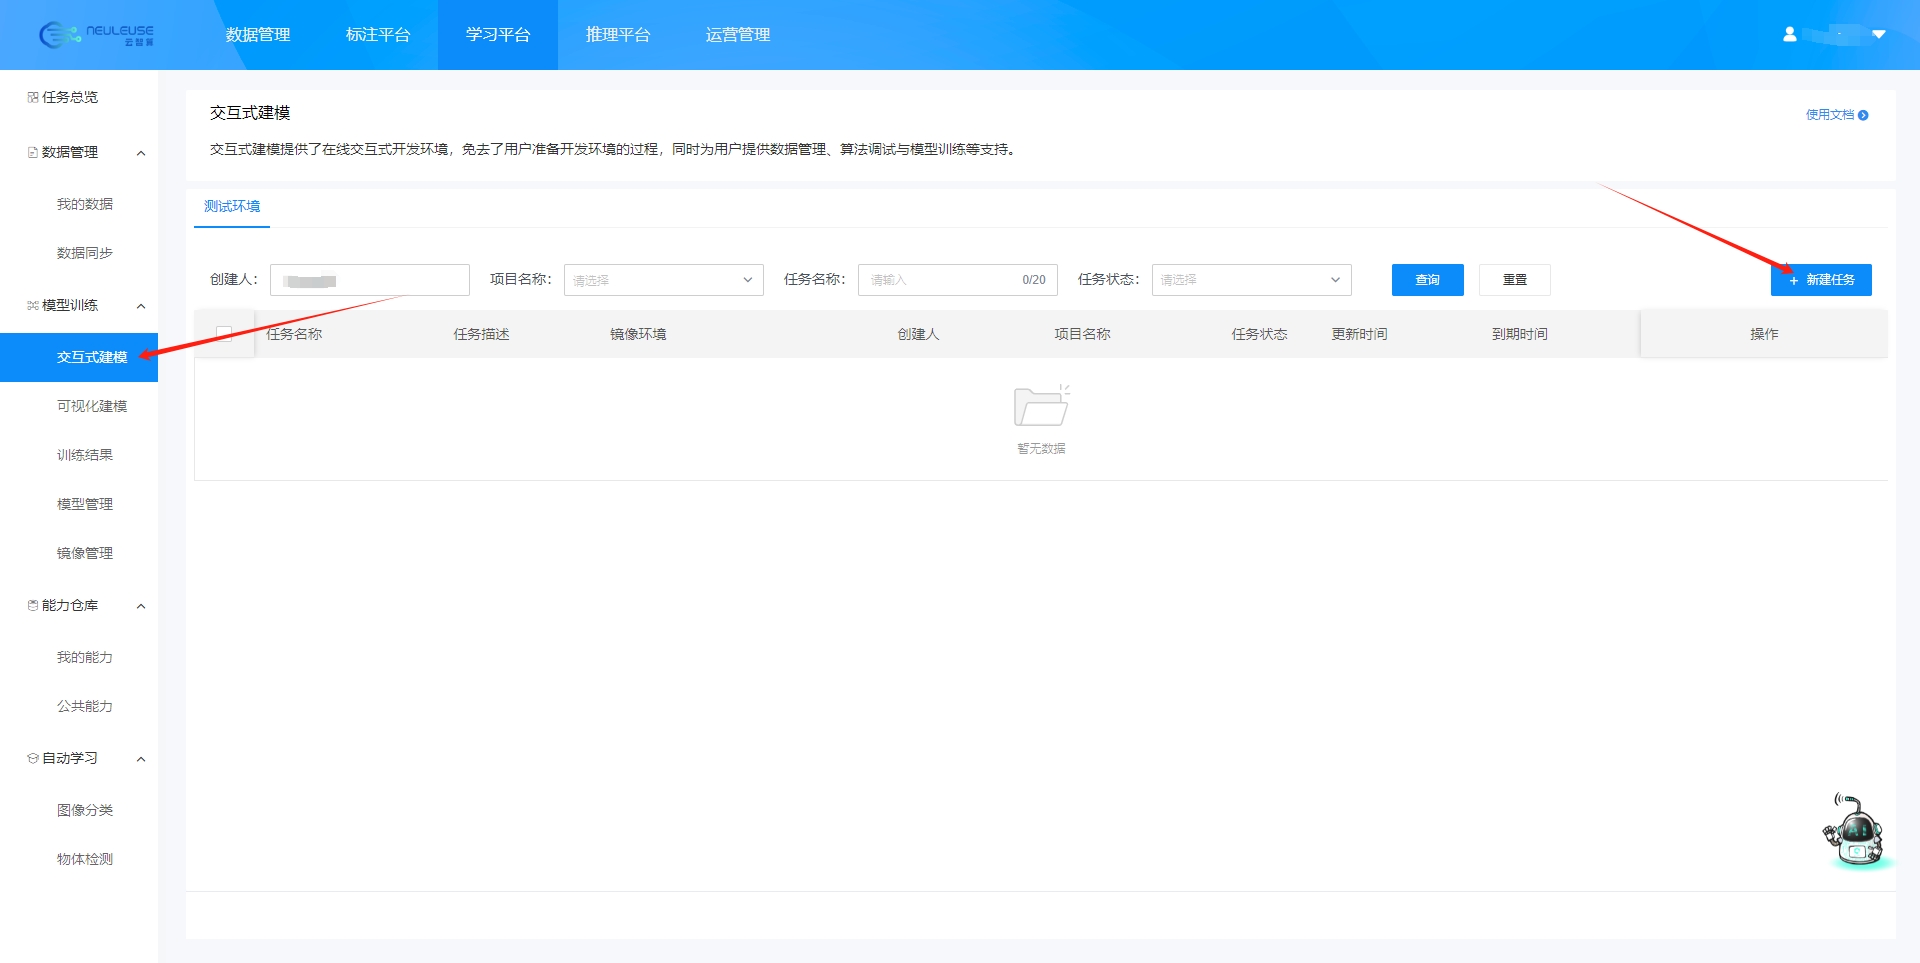 NEULEUSE
云智翼
数据管理
标注平台
学习平台
推理平台
运营管理
任务总览
数据管理
我的数据
数据同步
模型训练
交互式建模
可视化建模
训练结果
模型管理
镜像管理
能力仓库
我的能力
公共能力
自动学习
图像分类
物体检测
交互式建模
使用文档
交互式建模提供了在线交互式开发环境，免去了用户准备开发环境的过程，同时为用户提供数据管理、算法调试与模型训练等支持。
测试环境
创建人： 项目名称： 请选择 任务名称： 请输入 0/20 任务状态： 请选择 查询 重置 + 新建任务
任务名称 任务描述 镜像环境 创建人 项目名称 任务状态 更新时间 到期时间 操作
暂无数据
AI